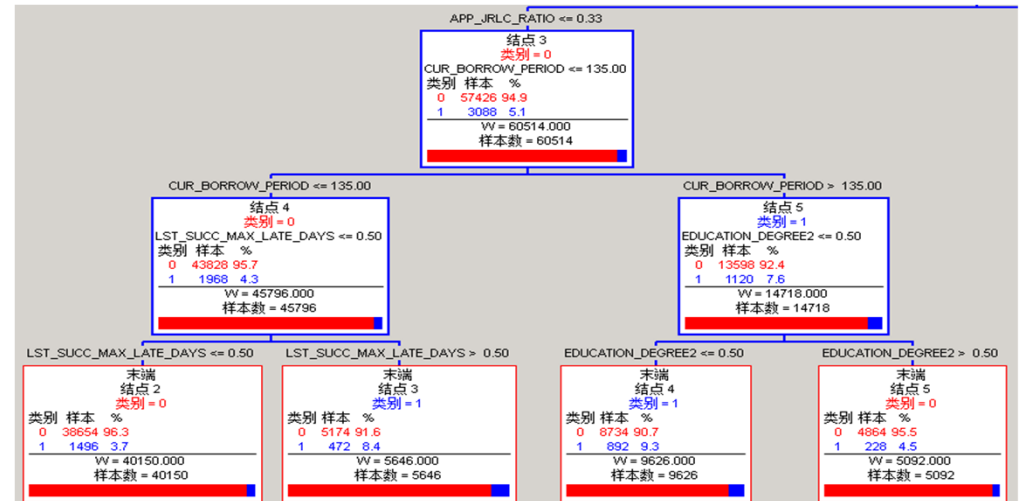 APP_JRLC_RATIO <= 0.33
结点 3
类别 = 0
CUR_BORROW_PERIOD <= 135.00
类别 样本 %
0 57426 94.9
1 3088 5.1
W = 60514.000
样本数 = 60514
CUR_BORROW_PERIOD <= 135.00
结点 4
类别 = 0
LST_SUCC_MAX_LATE_DAYS <= 0.50
类别 样本 %
0 43828 95.7
1 1968 4.3
W = 45796.000
样本数 = 45796
CUR_BORROW_PERIOD > 135.00
结点 5
类别 = 1
EDUCATION_DEGREE2 <= 0.50
类别 样本 %
0 13598 92.4
1 1120 7.6
W = 14718.000
样本数 = 14718
LST_SUCC_MAX_LATE_DAYS <= 0.50
末端
结点 2
类别 = 0
类别 样本 %
0 38654 96.3
1 1496 3.7
W = 40150.000
样本数 = 40150
LST_SUCC_MAX_LATE_DAYS > 0.50
末端
结点 3
类别 = 1
类别 样本 %
0 5174 91.6
1 472 8.4
W = 5646.000
样本数 = 5646
EDUCATION_DEGREE2 <= 0.50
末端
结点 4
类别 = 1
类别 样本 %
0 8734 90.7
1 892 9.3
W = 9626.000
样本数 = 9626
EDUCATION_DEGREE2 > 0.50
末端
结点 5
类别 = 0
类别 样本 %
0 4864 95.5
1 228 4.5
W = 5092.000
样本数 = 5092